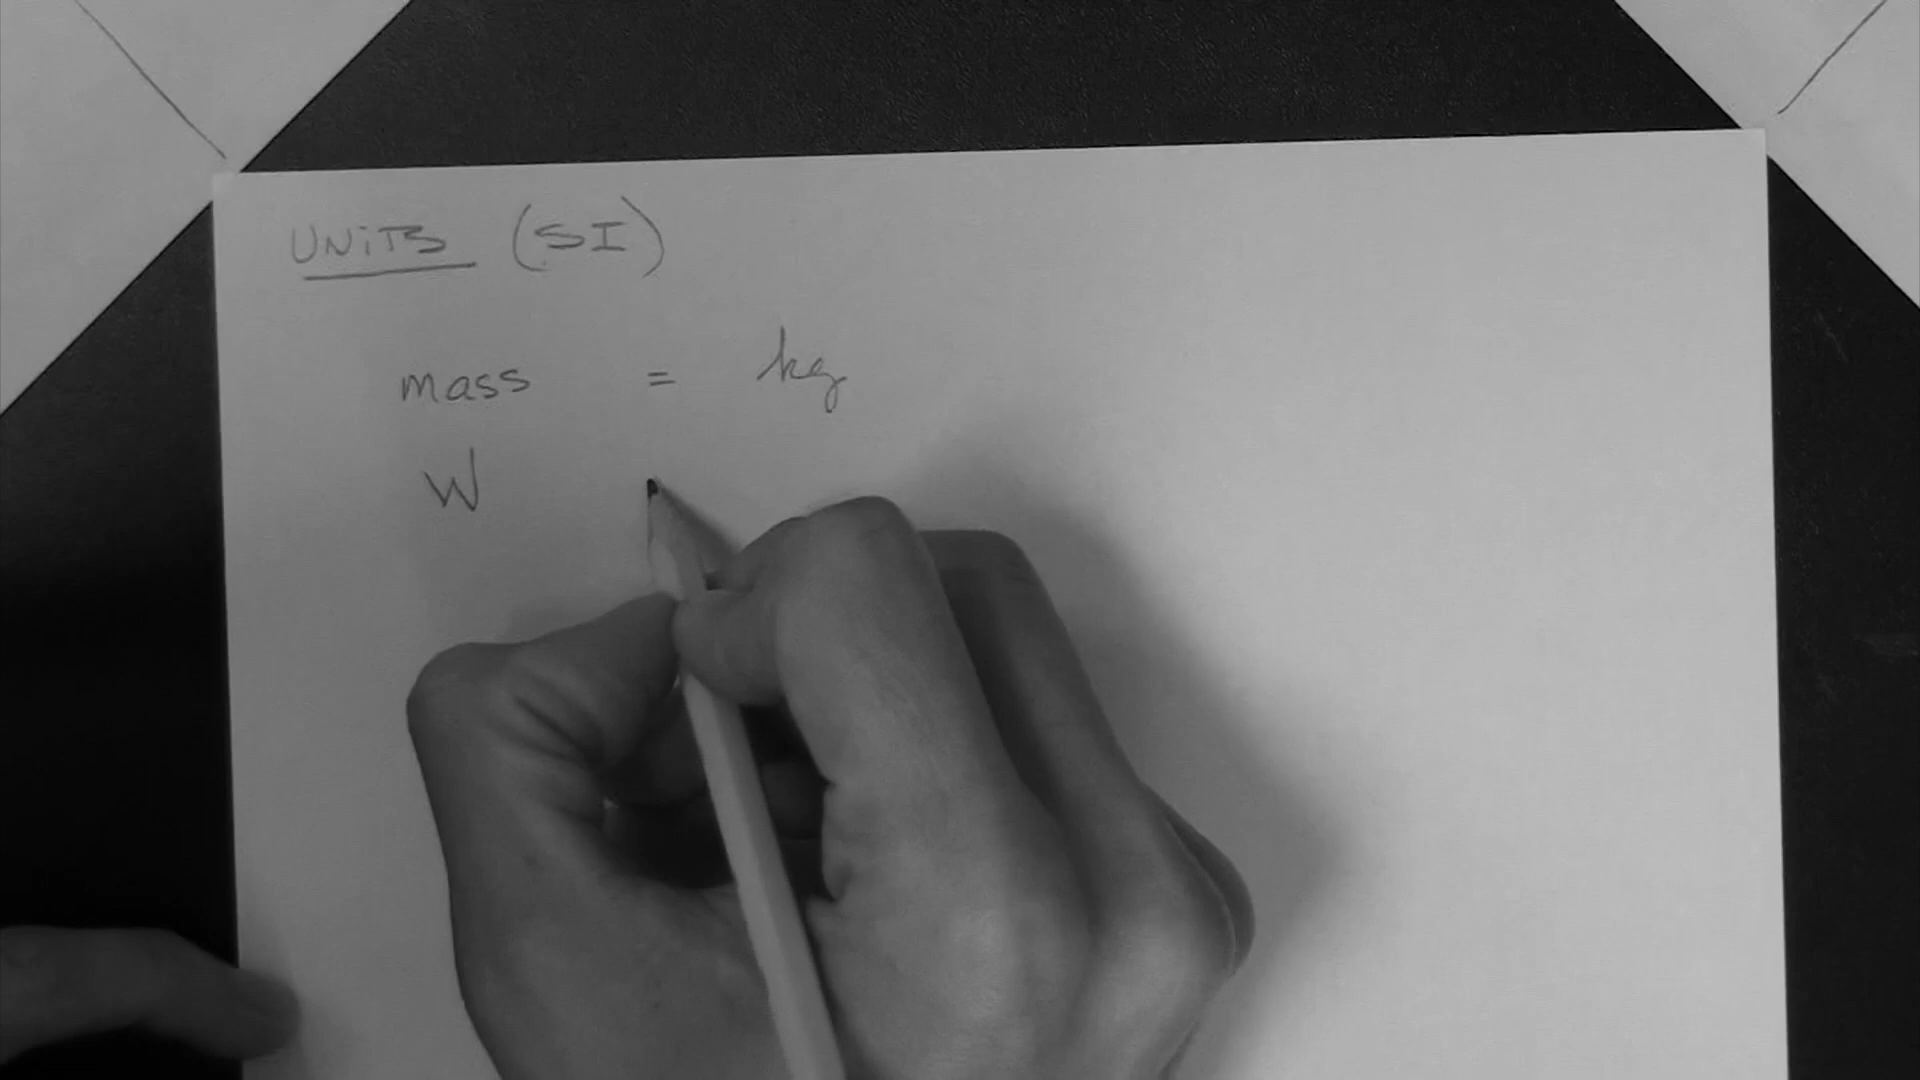 UNiTS (SI)
mass = kg
W